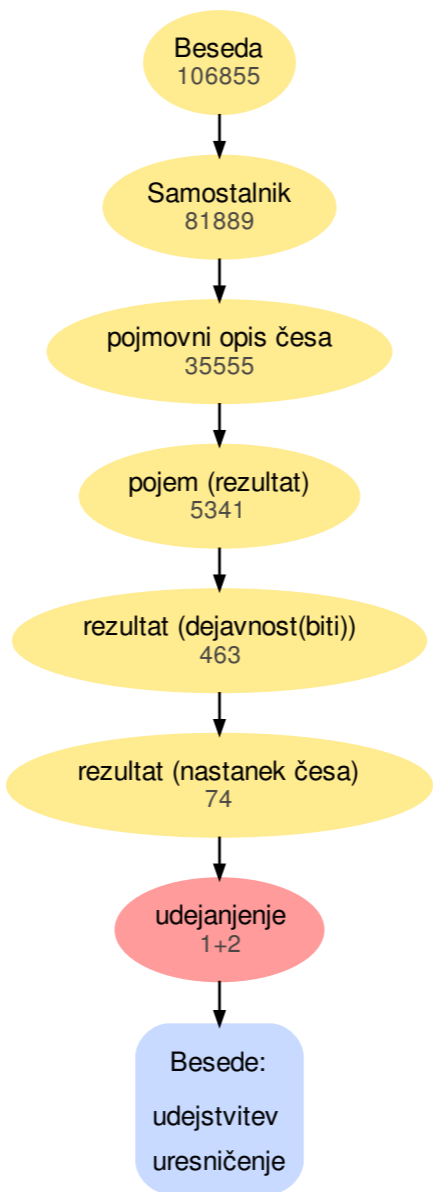 Beseda
106855
Samostalnik
81889
pojmovni opis česa
35555
pojem (rezultat)
5341
rezultat (dejavnost(biti))
463
rezultat (nastanek česa)
74
udejanjenje
1+2
Besede:
udejstvitev
uresničenje